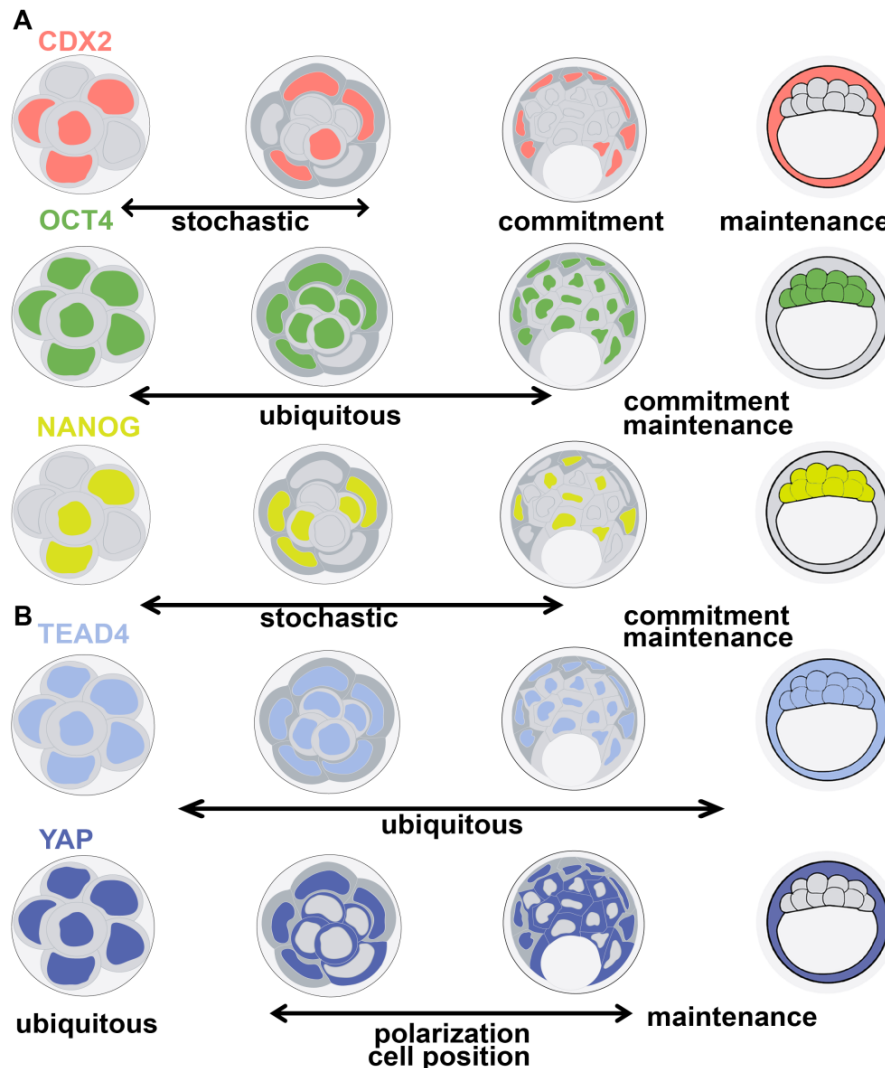 A
CDX2
stochastic
commitment
maintenance
OCT4
ubiquitous
commitment
maintenance
NANOG
stochastic
commitment
maintenance
B
TEAD4
ubiquitous
YAP
ubiquitous
polarization
cell position
maintenance